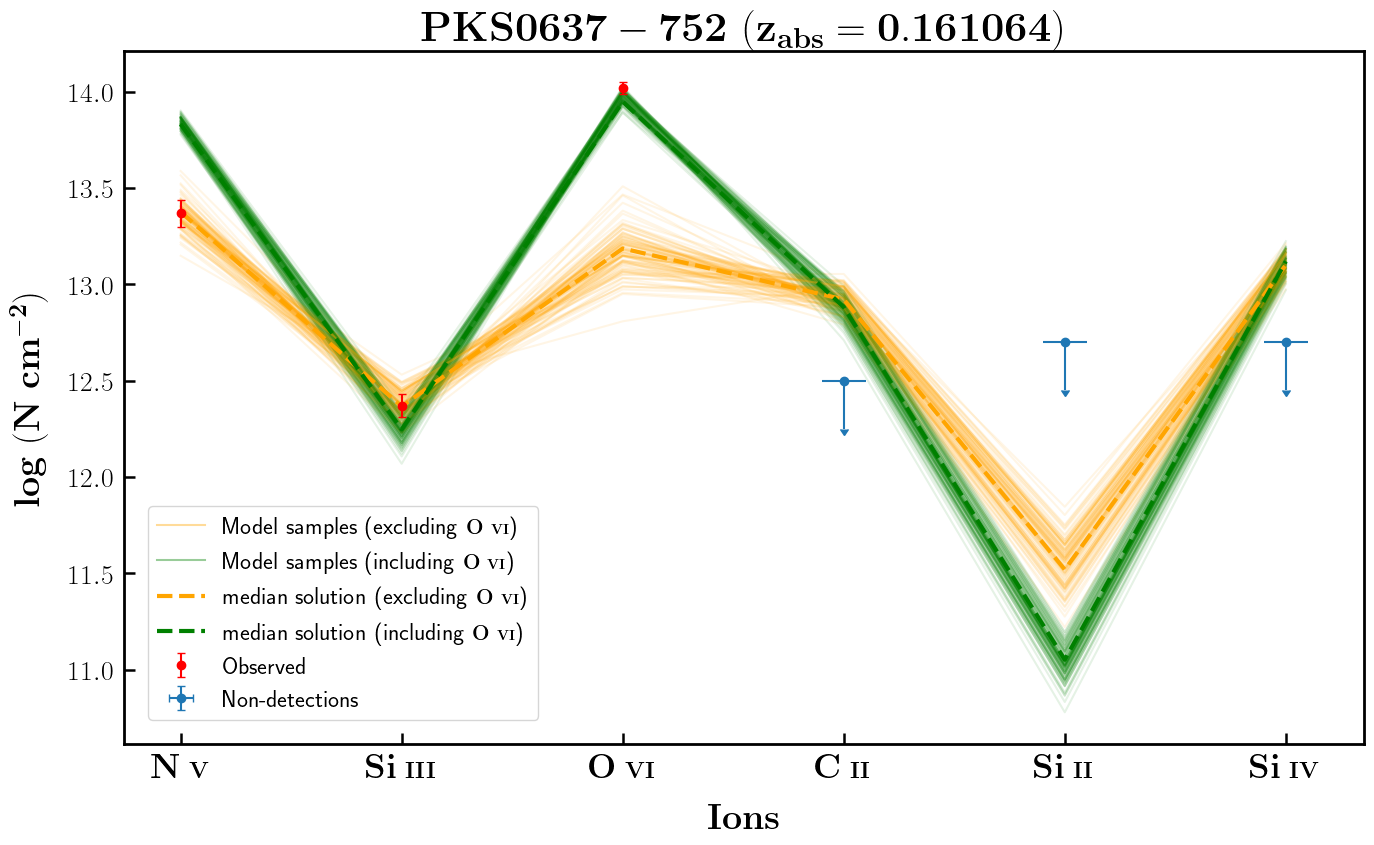 PKS0637 − 752 (z_abs = 0.161064)
log (N cm⁻²)
14.0
13.5
13.0
12.5
12.0
11.5
11.0
Model samples (excluding O VI)
Model samples (including O VI)
median solution (excluding O VI)
median solution (including O VI)
Observed
Non-detections
N V Si III O VI C II Si II Si IV
Ions